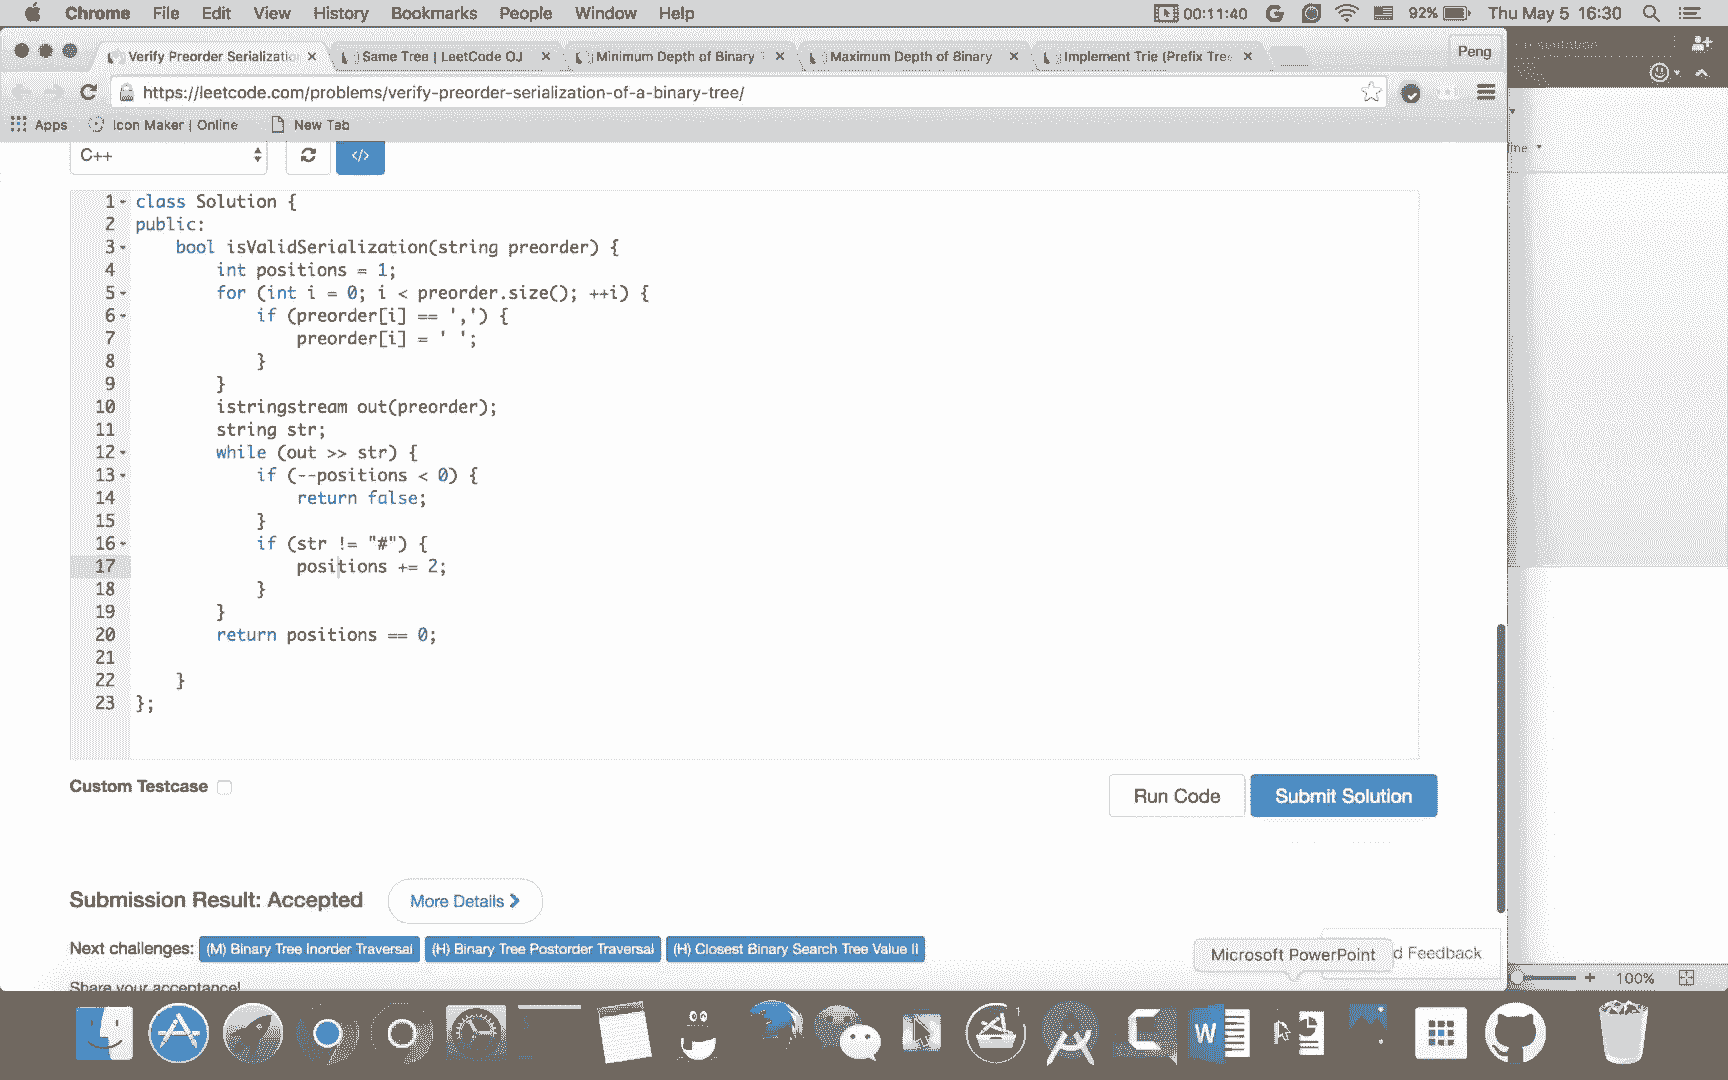 Chrome File Edit View History Bookmarks People Window Help 00:11:40 92% Thu May 5 16:30
Verify Preorder Serializatio Same Tree | LeetCode OJ Minimum Depth of Binary Maximum Depth of Binary Implement Trie (Prefix Tre Peng
https://leetcode.com/problems/verify-preorder-serialization-of-a-binary-tree/
Apps Icon Maker | Online New Tab
C++ </>
1 class Solution {
2 public:
3 bool isValidSerialization(string preorder) {
4 int positions = 1;
5 for (int i = 0; i < preorder.size(); ++i) {
6 if (preorder[i] == ',') {
7 preorder[i] = ' ';
8 }
9 }
10 istringstream out(preorder);
11 string str;
12 while (out >> str) {
13 if (--positions < 0) {
14 return false;
15 }
16 if (str != "#") {
17 positions += 2;
18 }
19 }
20 return positions == 0;
21
22 }
23 };
Custom Testcase
Run Code Submit Solution
Submission Result: Accepted More Details
Next challenges: (M) Binary Tree Inorder Traversal (H) Binary Tree Postorder Traversal (H) Closest Binary Search Tree Value II
Microsoft PowerPoint d Feedback
100%
Share your acceptance!